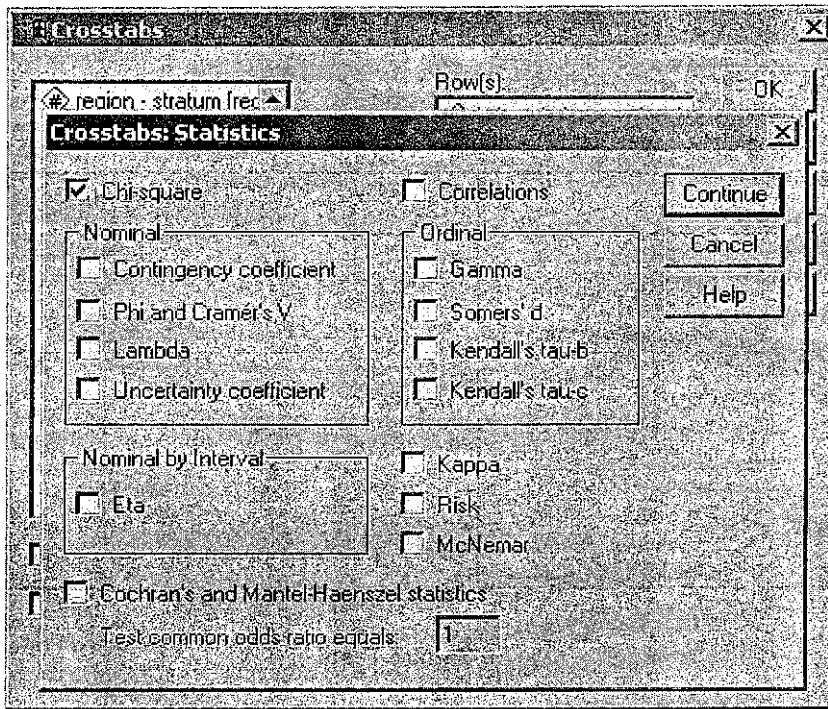 Crosstabs
Row(s):
OK
region - stratum (rec
Crosstabs: Statistics
Chi-square
Correlations
Continue
Nominal
Ordinal
Cancel
Contingency coefficient
Gamma
Help
Phi and Cramér's V
Somers' d
Lambda
Kendall's tau-b
Uncertainty coefficient
Kendall's tau-c
Nominal by Interval
Kappa
Eta
Risk
McNemar
Cochran's and Mantel-Haenszel statistics
Test common odds ratio equals:
1